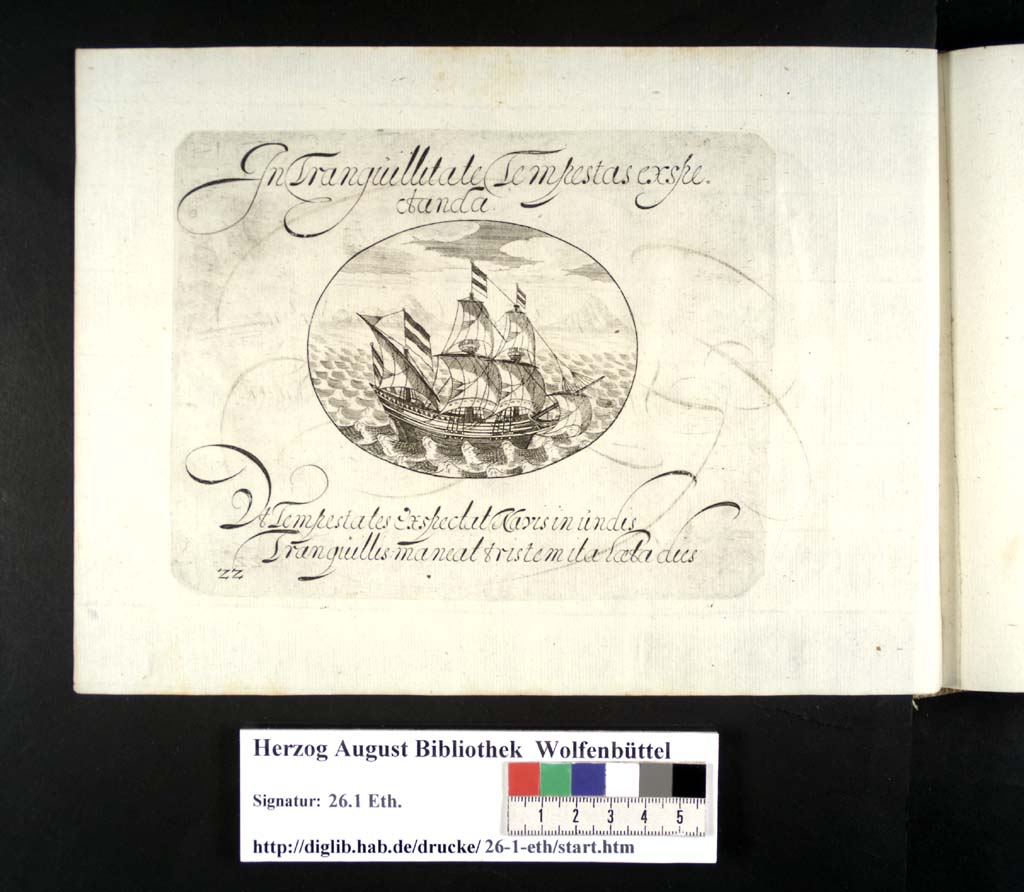 In Tranquillitate Tempestas exspe.
ctanda.
Vt Tempestates exspectat Navis in undis
Tranquillis maneat tristem ita læta dies
22
Herzog August Bibliothek Wolfenbüttel
Signatur: 26.1 Eth.
1 2 3 4 5
http://diglib.hab.de/drucke/ 26-1-eth/start.htm